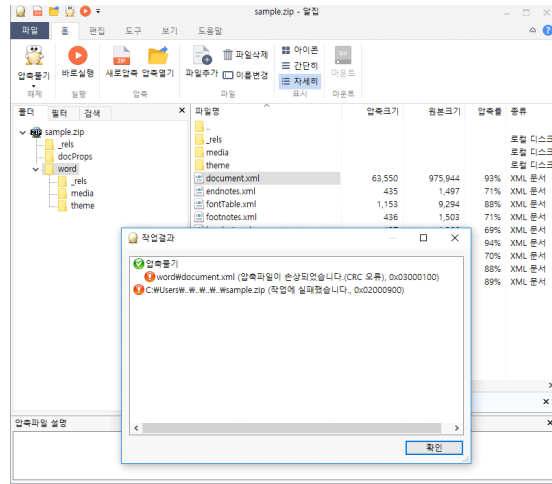 sample.zip - 알집
파일 홈 편집 도구 보기 도움말
압축풀기 바로실행 새로압축 압축열기 파일추가 파일삭제 이름변경 아이콘 간단히 자세히 마운트
해제 실행 압축 파일 표시 마운트
폴더 필터 검색
sample.zip
_rels
docProps
word
_rels
media
theme
파일명 압축크기 원본크기 압축률 종류
..
_rels 로컬 디스크
media 로컬 디스크
theme 로컬 디스크
document.xml 63,550 975,944 93% XML 문서
endnotes.xml 435 1,497 71% XML 문서
fontTable.xml 1,153 9,294 88% XML 문서
footnotes.xml 436 1,503 71% XML 문서
69% XML 문서
94% XML 문서
70% XML 문서
88% XML 문서
89% XML 문서
작업결과
압축풀기
word₩document.xml (압축파일이 손상되었습니다.(CRC 오류), 0x03000100)
C:₩Users₩..₩..₩..₩..₩sample.zip (작업에 실패했습니다., 0x02000900)
확인
압축파일 설명